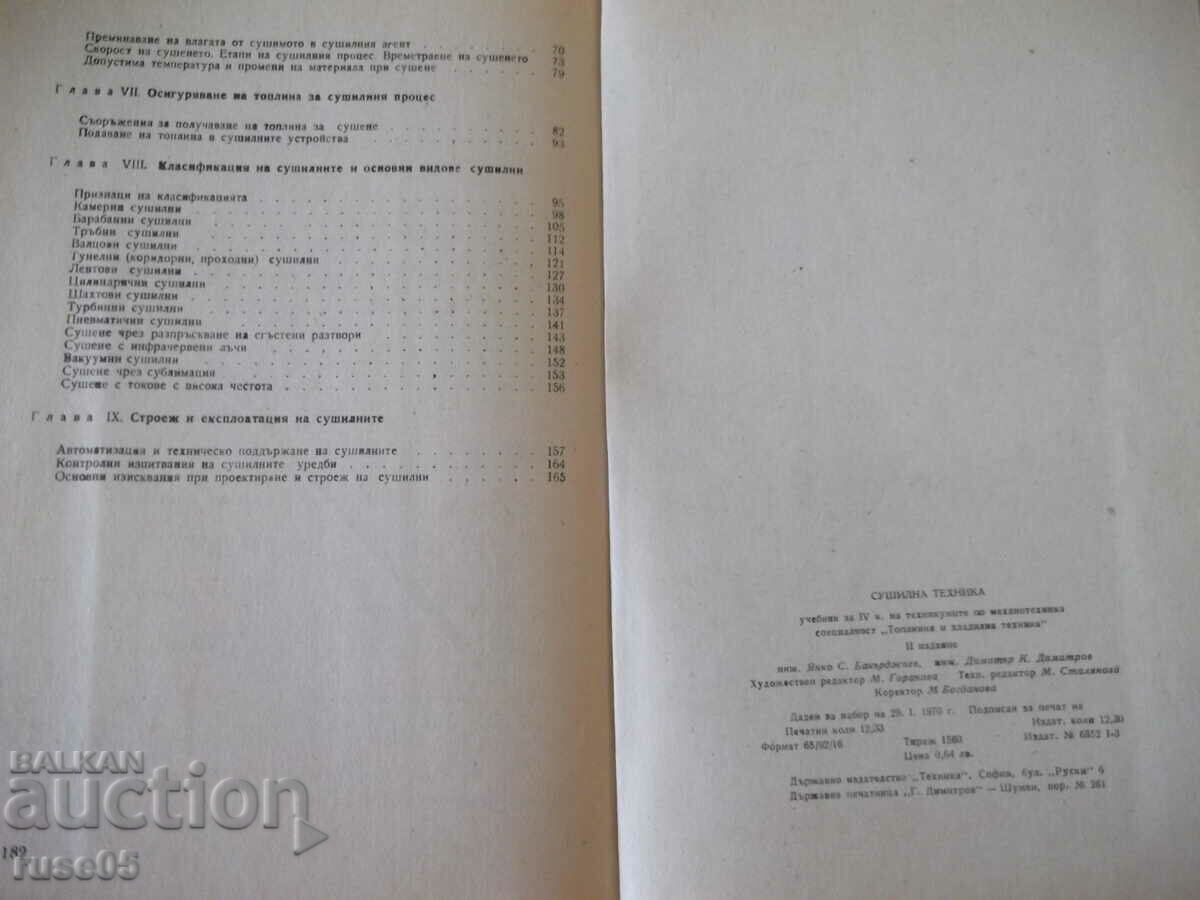 Преминаване на влагата от сушимото в сушилния агент . . . . . . 70
Скорост на сушенето. Етапи на сушилния процес. Времетраене на сушенето 73
Допустима температура и промени на материала при сушене . . . . . . 79
Глава VII. Осигуряване на топлина за сушилния процес
Съоръжения за получаване на топлина за сушене . . . . . . . . 82
Подаване на топлина в сушилните устройства . . . . . . . . 93
Глава VIII. Класификация на сушилните и основни видове сушилни
Признаци на класификацията . . . . . . . . 95
Камерни сушилни . . . . . . . . 98
Барабанни сушилни . . . . . . . . 105
Тръбни сушилни . . . . . . . . 112
Валцови сушилни . . . . . . . . 114
Тунелни (коридорни, проходни) сушилни . . . . . . . . 121
Лентови сушилни . . . . . . . . 127
Цилиндрични сушилни . . . . . . . . 130
Шахтови сушилни . . . . . . . . 134
Турбинни сушилни . . . . . . . . 137
Пневматични сушилни . . . . . . . . 141
Сушене чрез разпръскване на сгъстени разтвори . . . . . . . . 143
Сушене с инфрачервени лъчи . . . . . . . . 148
Вакуумни сушилни . . . . . . . . 152
Сушене чрез сублимация . . . . . . . . 153
Сушене с токове с висока честота . . . . . . . . 156
Глава IX. Строеж и експлоатация на сушилните
Автоматизация и техническо поддържане на сушилните . . . . . . 157
Контролни изпитвания на сушилните уредби . . . . . . . . 164
Основни изисквания при проектиране и строеж на сушилни . . . . . . 165
182
СУШИЛНА ТЕХНИКА
учебник за IV к. на техникумите по механотехника
специалност „Топлинна и хладилна техника“
II издание
инж. Янко С. Бакърджиев, инж. Димитър К. Димитров
Художествен редактор М. Техн. редактор М.
Коректор М Богданова
Даден за набор на 29. I. 1970 г. Подписан за печат на
Печатни коли 12,33 Издат. коли 12,30
Формат 65/92/16 Тираж 1560 Издат. № 6852 1-3
Цена 0,64 лв.
Държавно издателство „Техника“, София, бул. „Руски“ 6
Държавна печатница „Г. Димитров“ — Шумен, пор. № 261
BALKAN
auction
ruse05